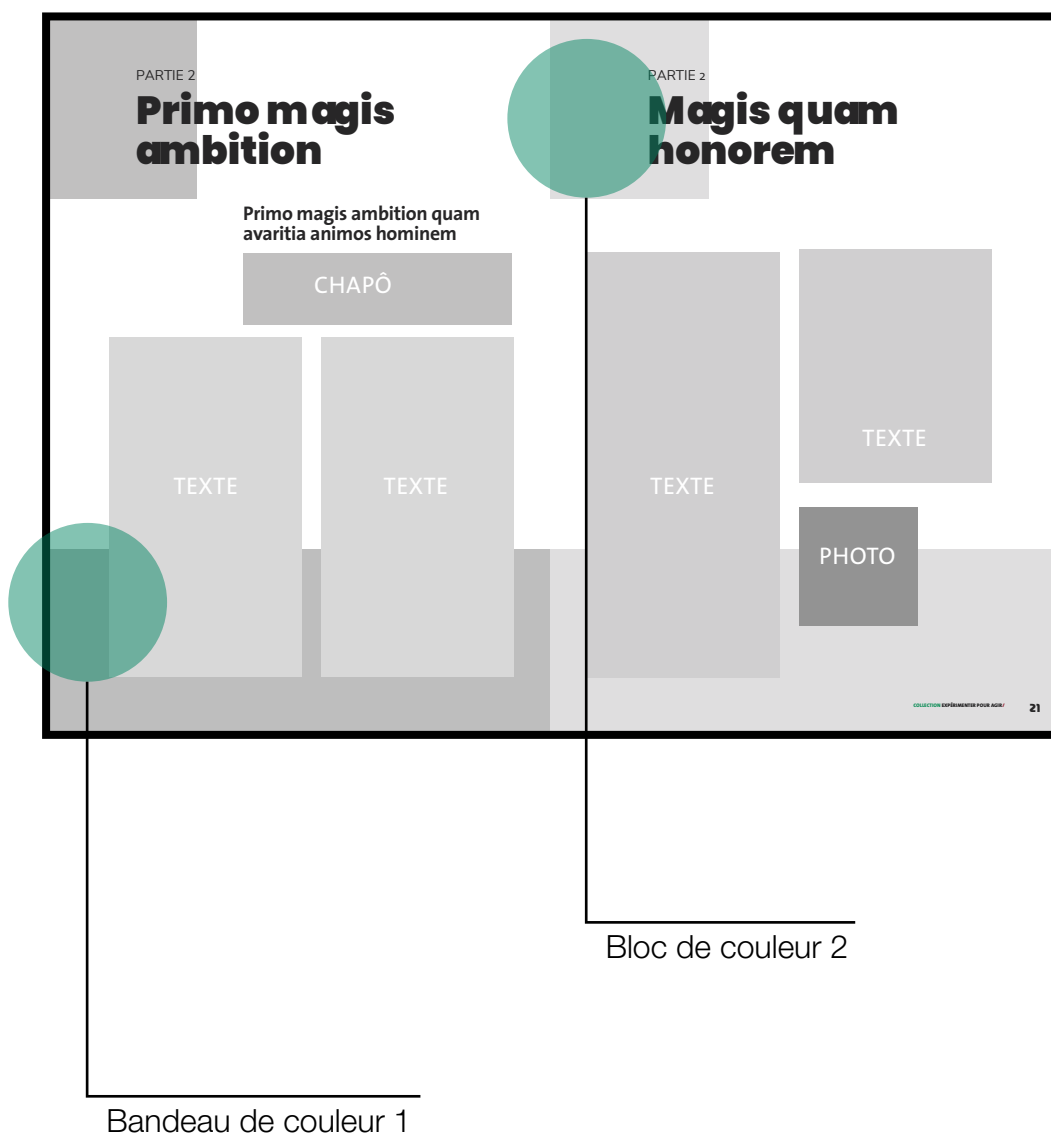 PARTIE 2
Primo magis
ambition
Primo magis ambition quam
avaritia animos hominem
CHAPÔ
TEXTE
TEXTE
PARTIE 2
Magis quam
honorem
TEXTE
TEXTE
PHOTO
COLLECTION EXPÉRIMENTER POUR AGIR/ 21
Bloc de couleur 2
Bandeau de couleur 1